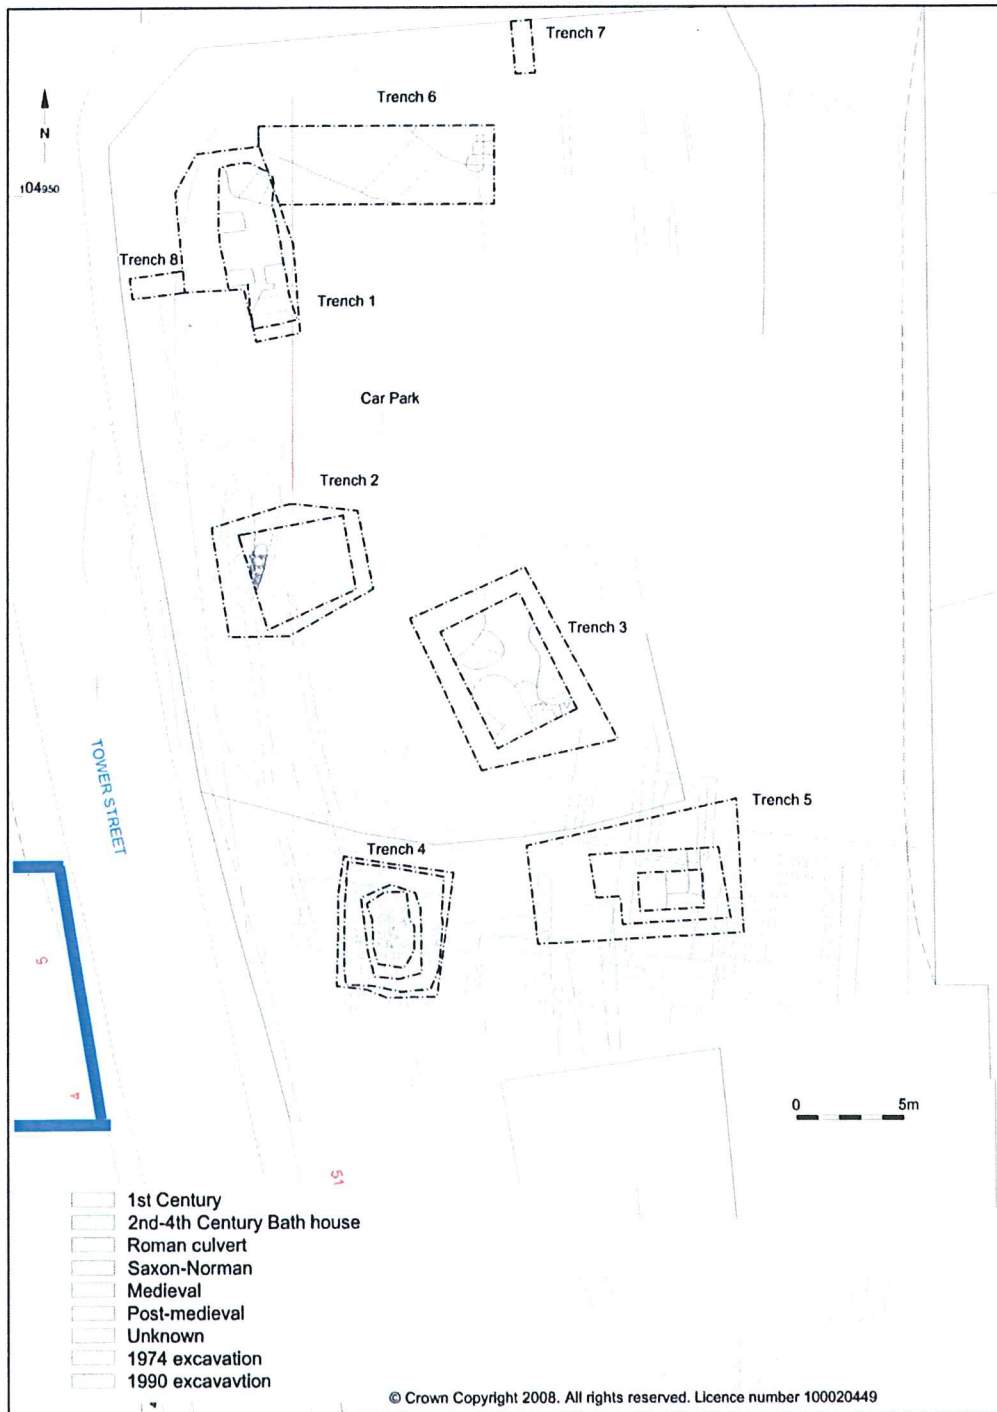 Trench 7
Trench 6
N
104950
Trench 8
Trench 1
Car Park
Trench 2
Trench 3
TOWER STREET
Trench 5
Trench 4
5
4
0 5m
51
1st Century
2nd-4th Century Bath house
Roman culvert
Saxon-Norman
Medieval
Post-medieval
Unknown
1974 excavation
1990 excavavtion
© Crown Copyright 2008. All rights reserved. Licence number 100020449